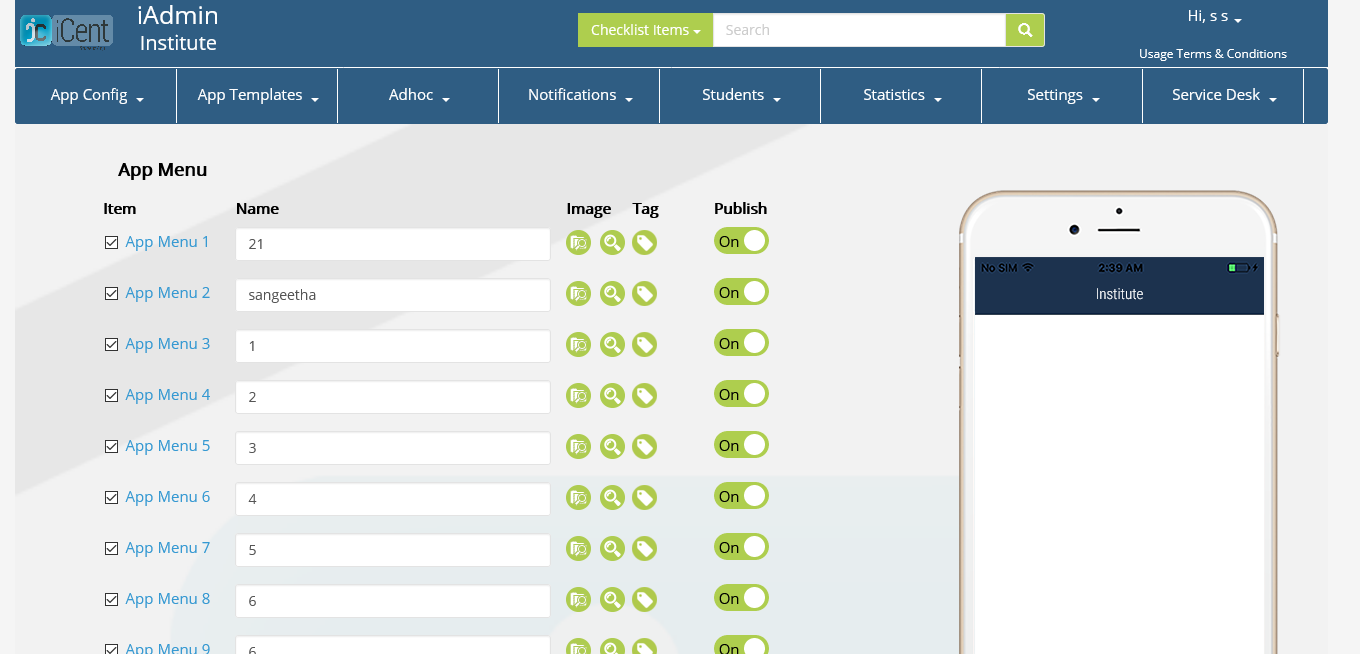 iCent
iAdmin
Institute
Checklist Items
Search
Hi, s s
Usage Terms & Conditions
App Config
App Templates
Adhoc
Notifications
Students
Statistics
Settings
Service Desk
App Menu
Item Name Image Tag Publish
App Menu 1 21 On
App Menu 2 sangeetha On
App Menu 3 1 On
App Menu 4 2 On
App Menu 5 3 On
App Menu 6 4 On
App Menu 7 5 On
App Menu 8 6 On
App Menu 9 6 On
No SIM 2:39 AM
Institute